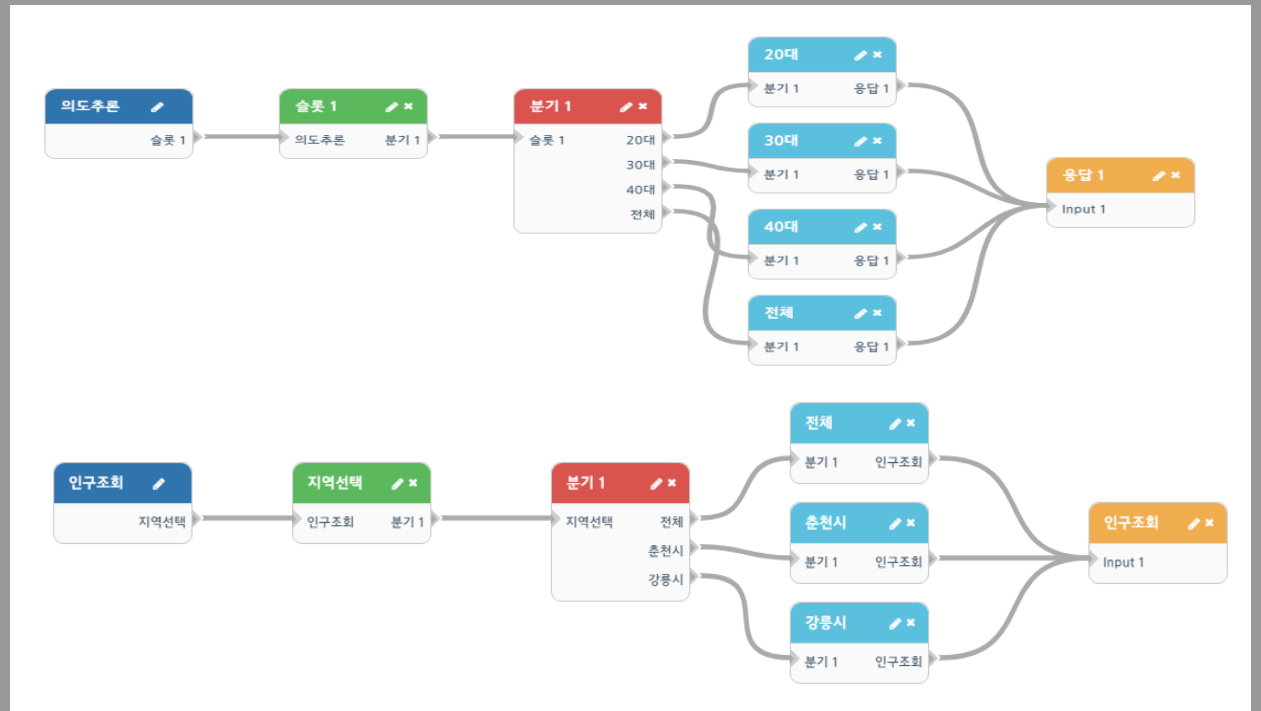 의도추론
슬롯 1
슬롯 1
의도추론 분기 1
분기 1
슬롯 1 20대
30대
40대
전체
20대
분기 1 응답 1
30대
분기 1 응답 1
40대
분기 1 응답 1
전체
분기 1 응답 1
응답 1
Input 1
인구조회
지역선택
지역선택
인구조회 분기 1
분기 1
지역선택 전체
춘천시
강릉시
전체
분기 1 인구조회
춘천시
분기 1 인구조회
강릉시
분기 1 인구조회
인구조회
Input 1